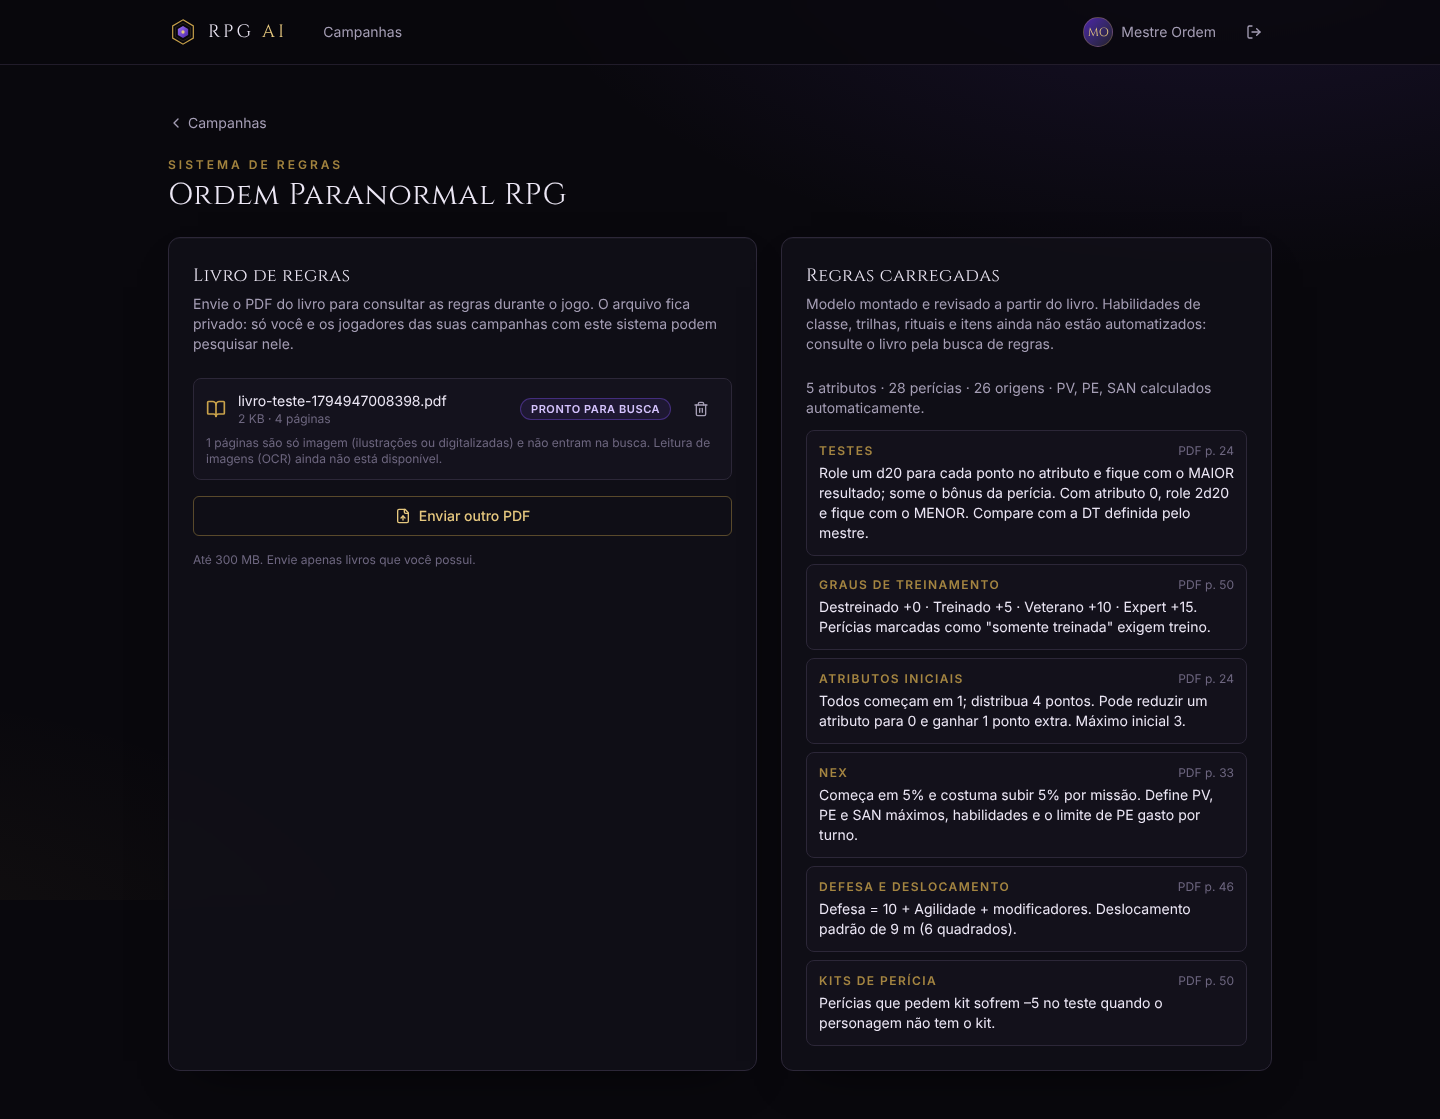 RPG AI
Campanhas
MO
Mestre Ordem
Campanhas
SISTEMA DE REGRAS
Ordem Paranormal RPG
Livro de regras
Envie o PDF do livro para consultar as regras durante o jogo. O arquivo fica
privado: só você e os jogadores das suas campanhas com este sistema podem
pesquisar nele.
livro-teste-1794947008398.pdf
2 KB · 4 páginas
PRONTO PARA BUSCA
1 páginas são só imagem (ilustrações ou digitalizadas) e não entram na busca. Leitura de
imagens (OCR) ainda não está disponível.
Enviar outro PDF
Até 300 MB. Envie apenas livros que você possui.
Regras carregadas
Modelo montado e revisado a partir do livro. Habilidades de
classe, trilhas, rituais e itens ainda não estão automatizados:
consulte o livro pela busca de regras.
5 atributos · 28 perícias · 26 origens · PV, PE, SAN calculados
automaticamente.
TESTES
PDF p. 24
Role um d20 para cada ponto no atributo e fique com o MAIOR
resultado; some o bônus da perícia. Com atributo 0, role 2d20
e fique com o MENOR. Compare com a DT definida pelo
mestre.
GRAUS DE TREINAMENTO
PDF p. 50
Destreinado +0 · Treinado +5 · Veterano +10 · Expert +15.
Perícias marcadas como "somente treinada" exigem treino.
ATRIBUTOS INICIAIS
PDF p. 24
Todos começam em 1; distribua 4 pontos. Pode reduzir um
atributo para 0 e ganhar 1 ponto extra. Máximo inicial 3.
NEX
PDF p. 33
Começa em 5% e costuma subir 5% por missão. Define PV,
PE e SAN máximos, habilidades e o limite de PE gasto por
turno.
DEFESA E DESLOCAMENTO
PDF p. 46
Defesa = 10 + Agilidade + modificadores. Deslocamento
padrão de 9 m (6 quadrados).
KITS DE PERÍCIA
PDF p. 50
Perícias que pedem kit sofrem –5 no teste quando o
personagem não tem o kit.